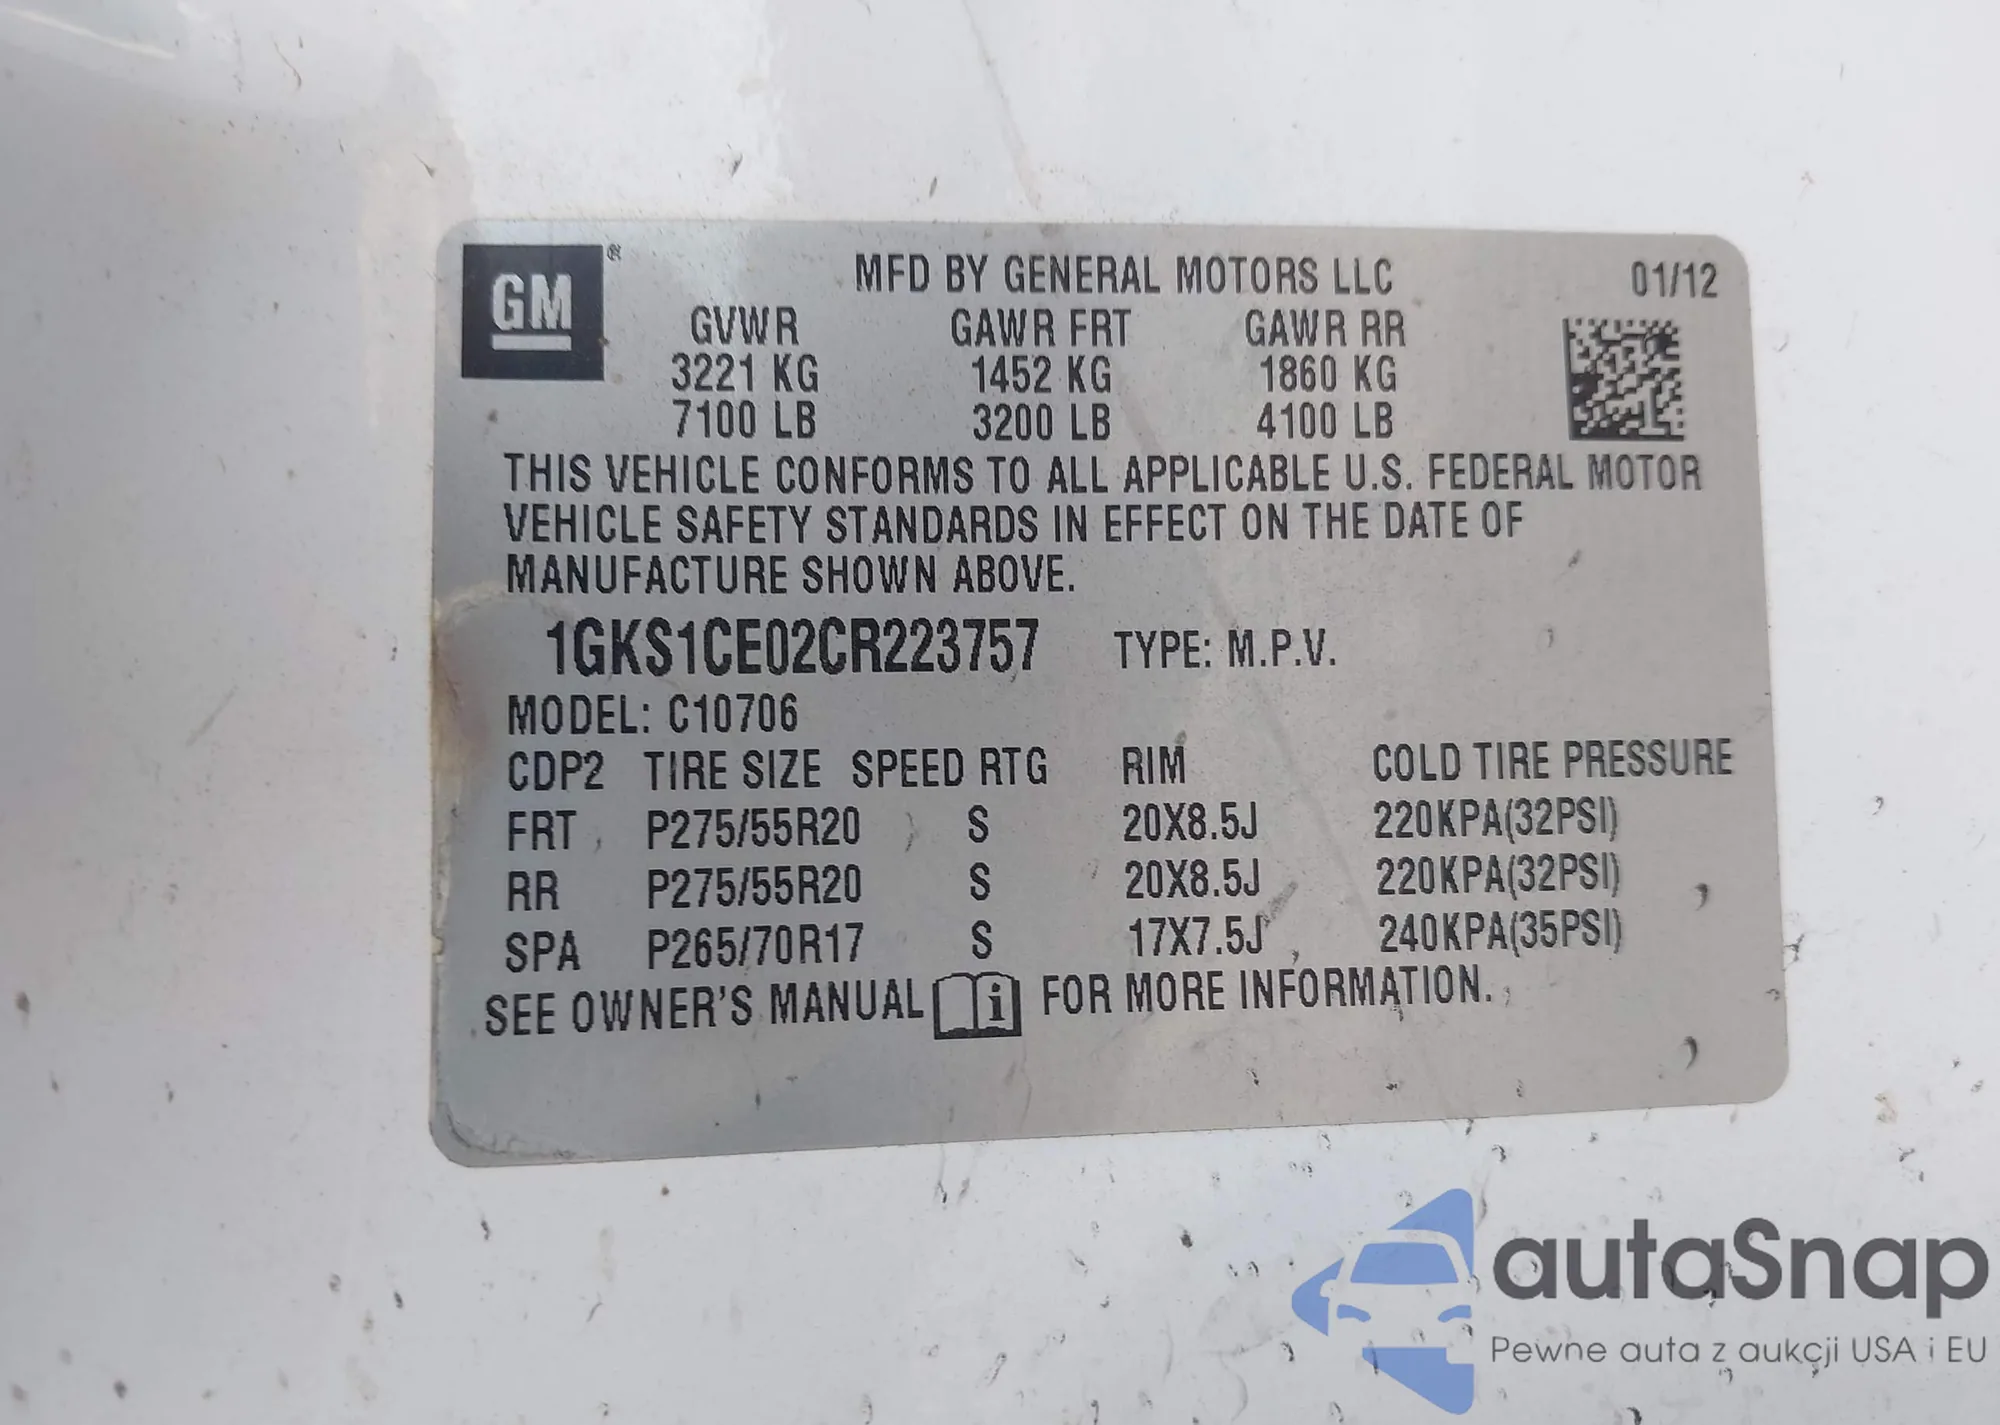 GM®
MFD BY GENERAL MOTORS LLC 01/12
GVWR GAWR FRT GAWR RR
3221 KG 1452 KG 1860 KG
7100 LB 3200 LB 4100 LB
THIS VEHICLE CONFORMS TO ALL APPLICABLE U.S. FEDERAL MOTOR
VEHICLE SAFETY STANDARDS IN EFFECT ON THE DATE OF
MANUFACTURE SHOWN ABOVE.
1GKS1CE02CR223757 TYPE: M.P.V.
MODEL: C10706
CDP2 TIRE SIZE SPEED RTG RIM COLD TIRE PRESSURE
FRT P275/55R20 S 20X8.5J 220KPA(32PSI)
RR P275/55R20 S 20X8.5J 220KPA(32PSI)
SPA P265/70R17 S 17X7.5J 240KPA(35PSI)
SEE OWNER'S MANUAL i FOR MORE INFORMATION.
autaSnap
Pewne auta z aukcji USA i EU